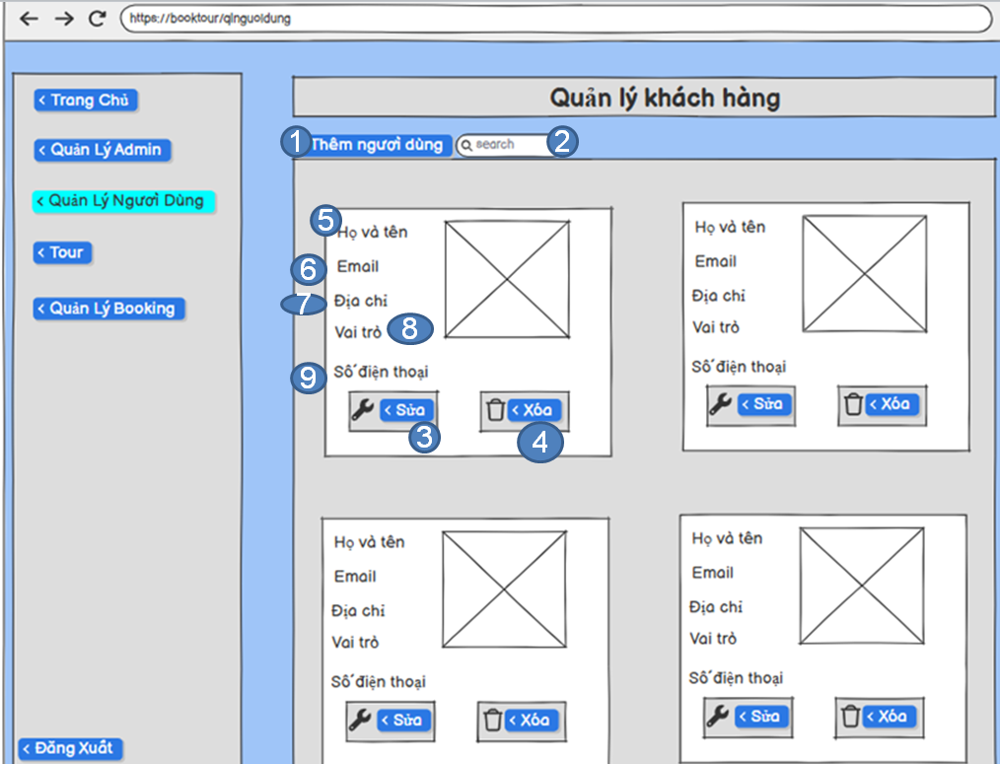 https://booktour/qlnguoidung
< Trang Chủ
< Quản Lý Admin
< Quản Lý Người Dùng
< Tour
< Quản Lý Booking
< Đăng Xuất
Quản lý khách hàng
1 Thêm người dùng search 2
5 Họ và tên
6 Email
7 Địa chỉ
Vai trò 8
9 Số điện thoại
< Sửa < Xóa
3 4
Họ và tên
Email
Địa chỉ
Vai trò
Số điện thoại
< Sửa < Xóa
Họ và tên
Email
Địa chỉ
Vai trò
Số điện thoại
< Sửa < Xóa
Họ và tên
Email
Địa chỉ
Vai trò
Số điện thoại
< Sửa < Xóa